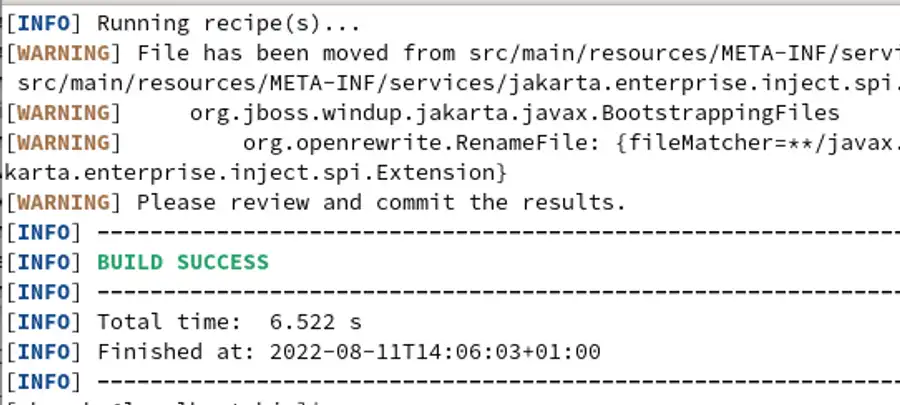 [INFO] Running recipe(s)...
[WARNING] File has been moved from src/main/resources/META-INF/servi
src/main/resources/META-INF/services/jakarta.enterprise.inject.spi.
[WARNING]     org.jboss.windup.jakarta.javax.BootstrappingFiles
[WARNING]         org.openrewrite.RenameFile: {fileMatcher=**/javax.
karta.enterprise.inject.spi.Extension}
[WARNING] Please review and commit the results.
[INFO] -------------------------------------------------------------
[INFO] BUILD SUCCESS
[INFO] -------------------------------------------------------------
[INFO] Total time:  6.522 s
[INFO] Finished at: 2022-08-11T14:06:03+01:00
[INFO] -------------------------------------------------------------